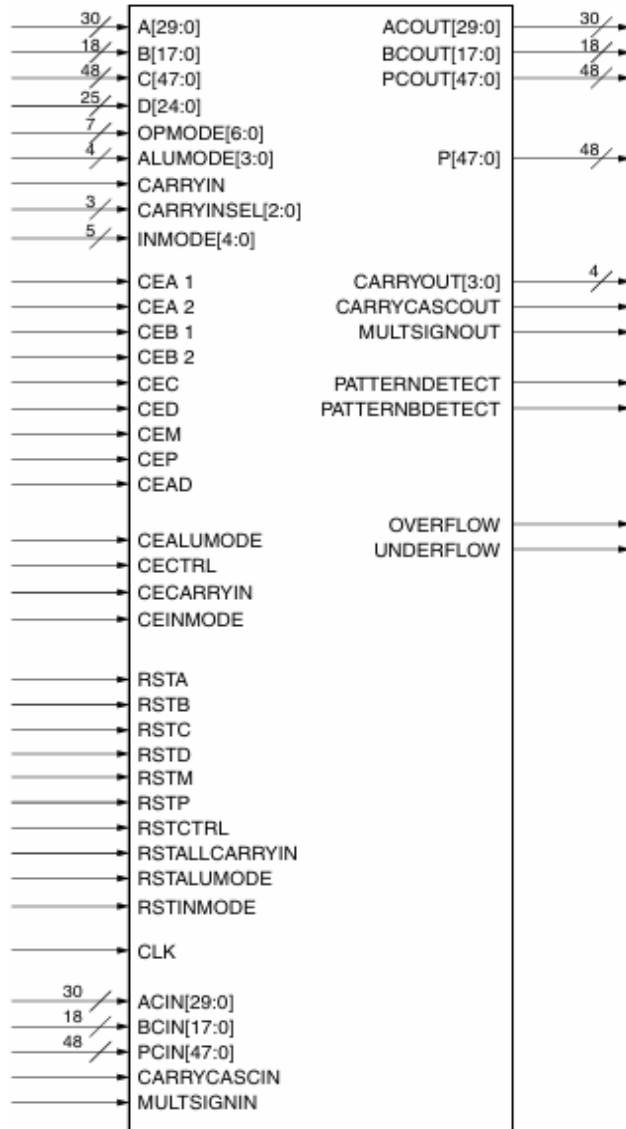 30 A[29:0] ACOUT[29:0] 30
18 B[17:0] BCOUT[17:0] 18
48 C[47:0] PCOUT[47:0] 48
25 D[24:0]
7 OPMODE[6:0]
4 ALUMODE[3:0] P[47:0] 48
CARRYIN
3 CARRYINSEL[2:0]
5 INMODE[4:0]
CEA 1 CARRYOUT[3:0] 4
CEA 2 CARRYCASCOUT
CEB 1 MULTSIGNOUT
CEB 2
CEC PATTERNDETECT
CED PATTERNBDETECT
CEM
CEP
CEAD
OVERFLOW
CEALUMODE UNDERFLOW
CECTRL
CECARRYIN
CEINMODE
RSTA
RSTB
RSTC
RSTD
RSTM
RSTP
RSTCTRL
RSTALLCARRYIN
RSTALUMODE
RSTINMODE
CLK
30 ACIN[29:0]
18 BCIN[17:0]
48 PCIN[47:0]
CARRYCASCIN
MULTSIGNIN